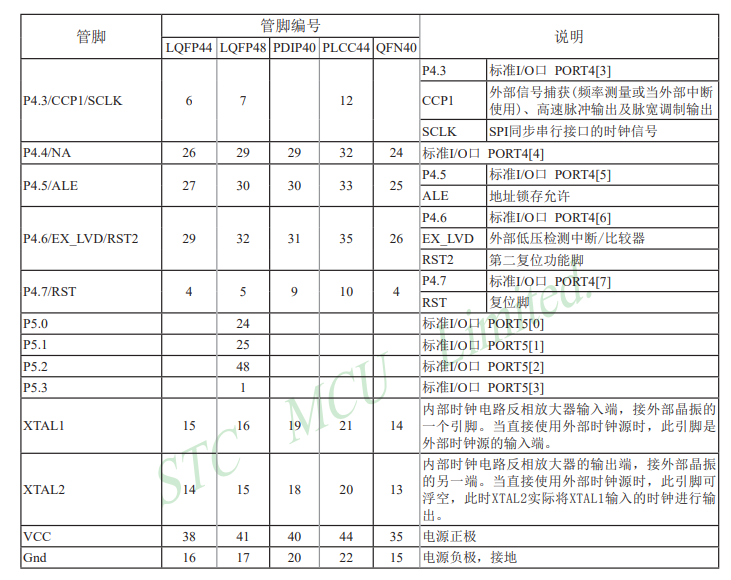 管脚 管脚编号 说明
LQFP44 LQFP48 PDIP40 PLCC44 QFN40
P4.3/CCP1/SCLK 6 7 12
P4.3 标准I/O口 PORT4[3]
CCP1 外部信号捕获(频率测量或当外部中断
使用)、高速脉冲输出及脉宽调制输出
SCLK SPI同步串行接口的时钟信号
P4.4/NA 26 29 29 32 24 标准I/O口 PORT4[4]
P4.5/ALE 27 30 30 33 25
P4.5 标准I/O口 PORT4[5]
ALE 地址锁存允许
P4.6/EX_LVD/RST2 29 32 31 35 26
P4.6 标准I/O口 PORT4[6]
EX_LVD 外部低压检测中断/比较器
RST2 第二复位功能脚
P4.7/RST 4 5 9 10 4
P4.7 标准I/O口 PORT4[7]
RST 复位脚
P5.0 24 标准I/O口 PORT5[0]
P5.1 25 标准I/O口 PORT5[1]
P5.2 48 标准I/O口 PORT5[2]
P5.3 1 标准I/O口 PORT5[3]
XTAL1 15 16 19 21 14
内部时钟电路反相放大器输入端，接外部晶振的
一个引脚。当直接使用外部时钟源时，此引脚是
外部时钟源的输入端。
XTAL2 14 15 18 20 13
内部时钟电路反相放大器的输出端，接外部晶振
的另一端。当直接使用外部时钟源时，此引脚可
浮空，此时XTAL2实际将XTAL1输入的时钟进行输
出。
VCC 38 41 40 44 35 电源正极
Gnd 16 17 20 22 15 电源负极，接地
STC MCU Limited.